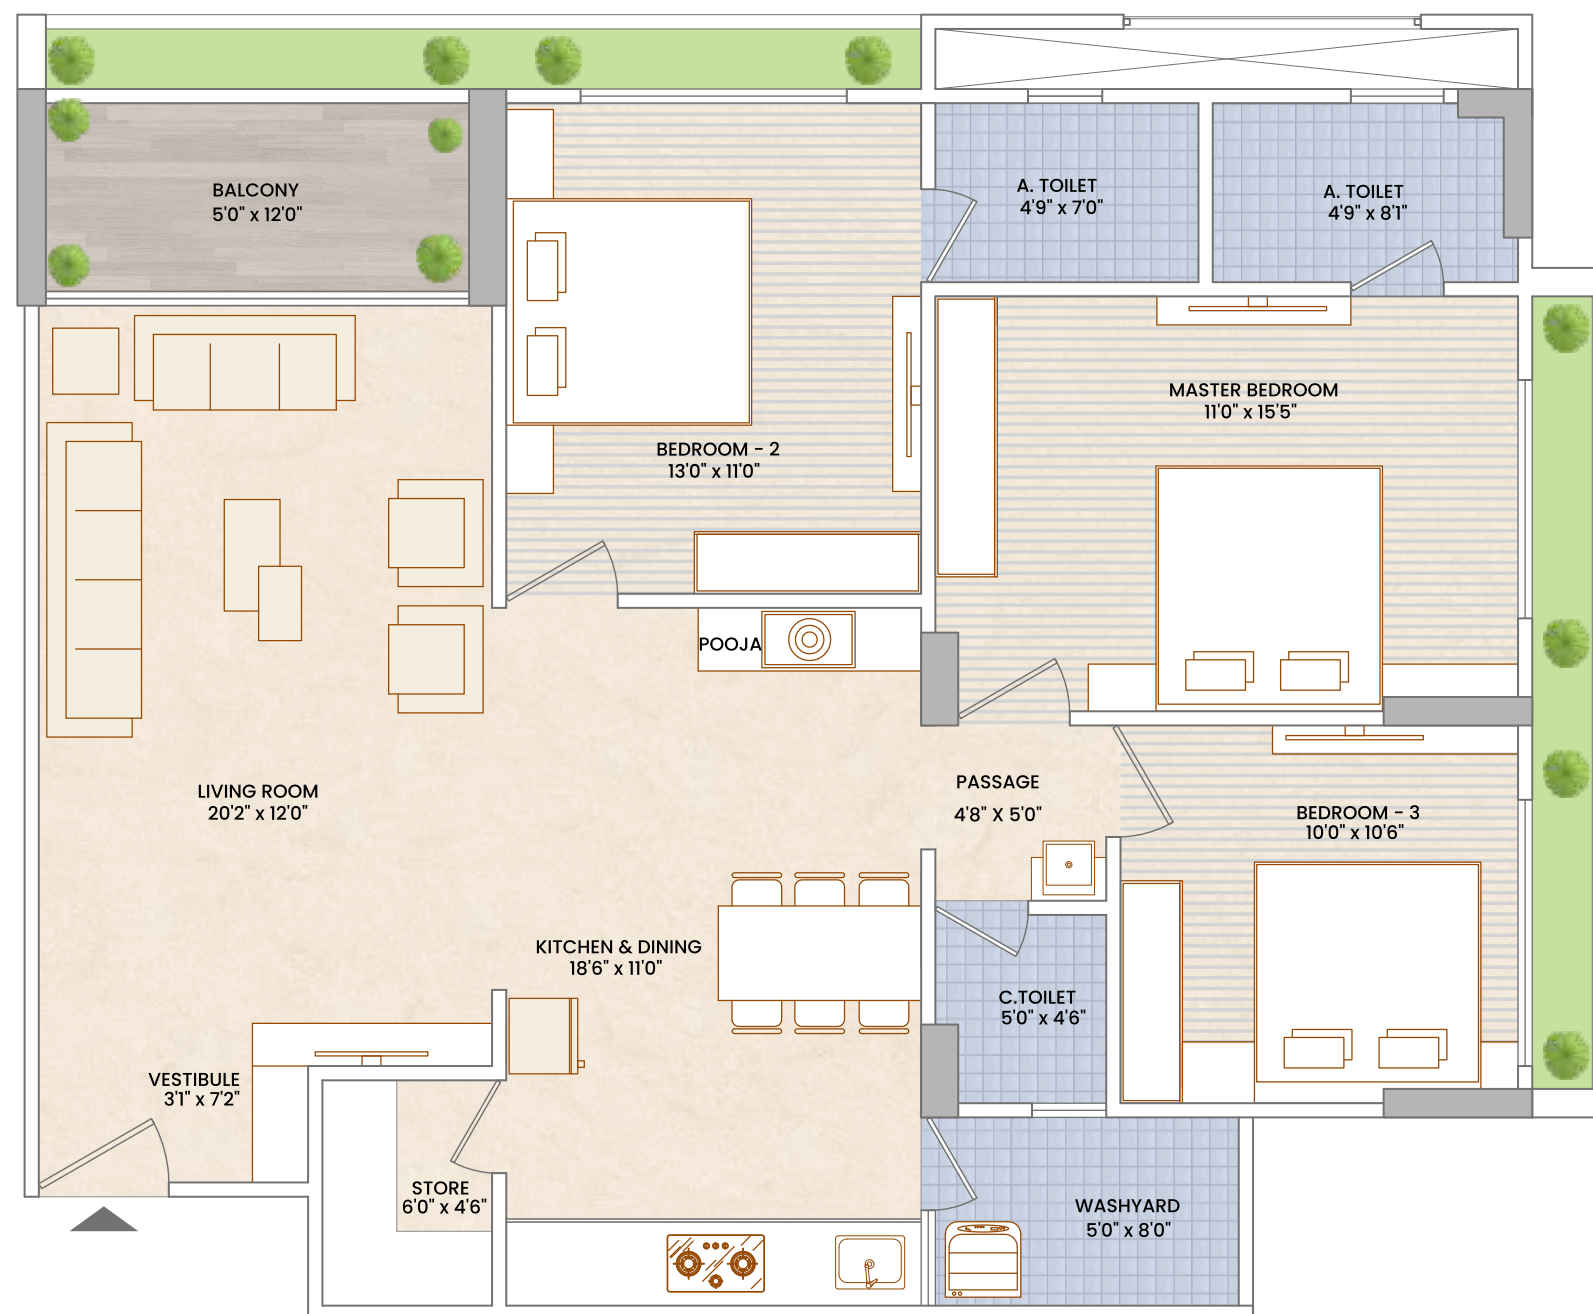 BALCONY
5'0" x 12'0"
A. TOILET
4'9" x 7'0"
A. TOILET
4'9" x 8'1"
MASTER BEDROOM
11'0" x 15'5"
BEDROOM - 2
13'0" x 11'0"
POOJA
LIVING ROOM
20'2" x 12'0"
PASSAGE
4'8" X 5'0"
BEDROOM - 3
10'0" x 10'6"
KITCHEN & DINING
18'6" x 11'0"
C.TOILET
5'0" x 4'6"
VESTIBULE
3'1" x 7'2"
STORE
6'0" x 4'6"
WASHYARD
5'0" x 8'0"